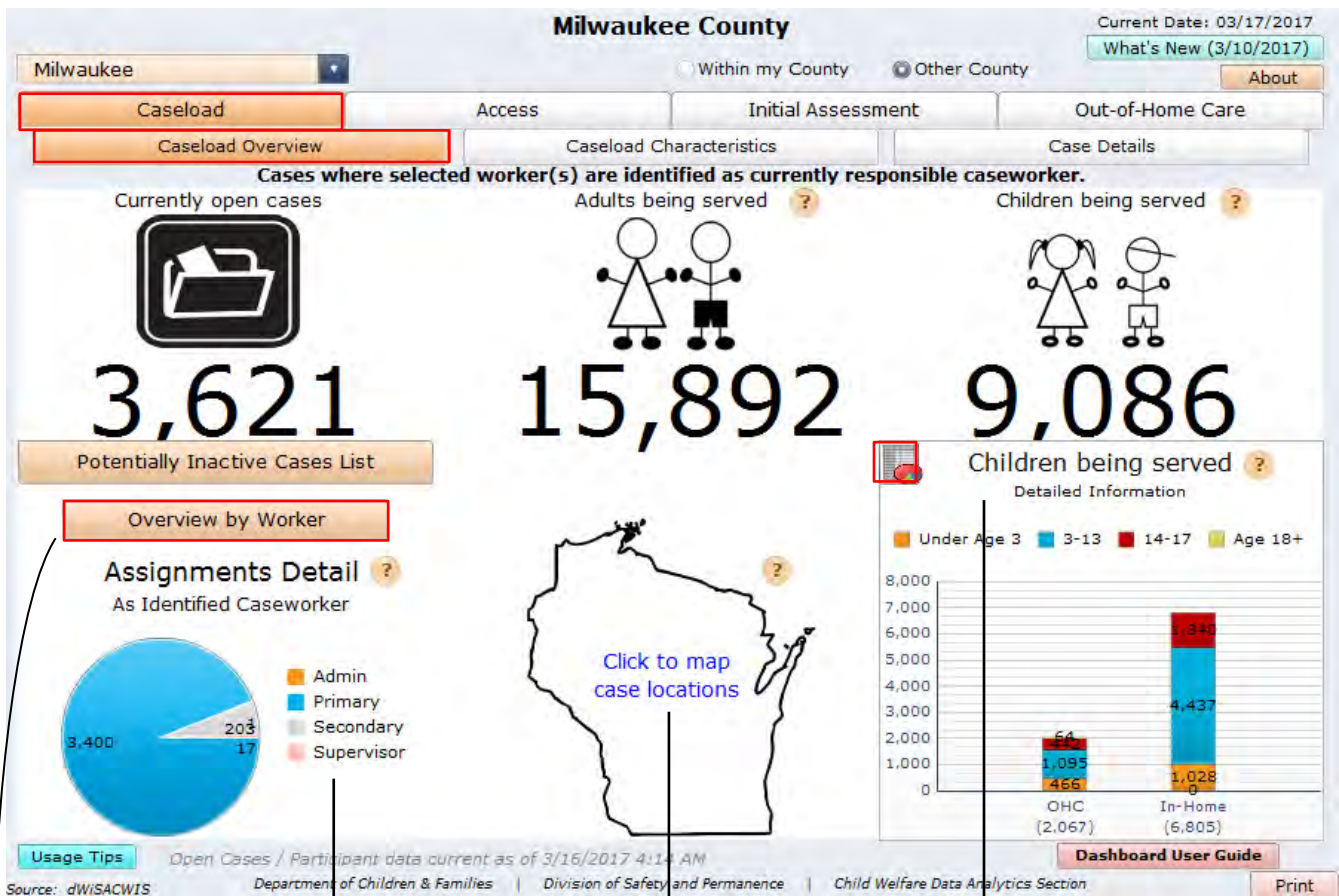 Milwaukee County
Current Date: 03/17/2017
What's New (3/10/2017)
Milwaukee
Within my County
Other County
About
Caseload
Access
Initial Assessment
Out-of-Home Care
Caseload Overview
Caseload Characteristics
Case Details
Cases where selected worker(s) are identified as currently responsible caseworker.
Currently open cases
Adults being served ?
Children being served ?
3,621
15,892
9,086
Potentially Inactive Cases List
Overview by Worker
Assignments Detail ?
As Identified Caseworker
3,400
203
1
17
Admin
Primary
Secondary
Supervisor
?
Click to map
case locations
Children being served ?
Detailed Information
Under Age 3
3-13
14-17
Age 18+
8,000
7,000
6,000
5,000
4,000
3,000
2,000
1,000
0
64
442
1,095
466
1,340
4,437
1,028
0
OHC
(2,067)
In-Home
(6,805)
Usage Tips
Open Cases / Participant data current as of 3/16/2017 4:14 AM
Dashboard User Guide
Source: dWiSACWIS
Department of Children & Families | Division of Safety and Permanence | Child Welfare Data Analytics Section
Print